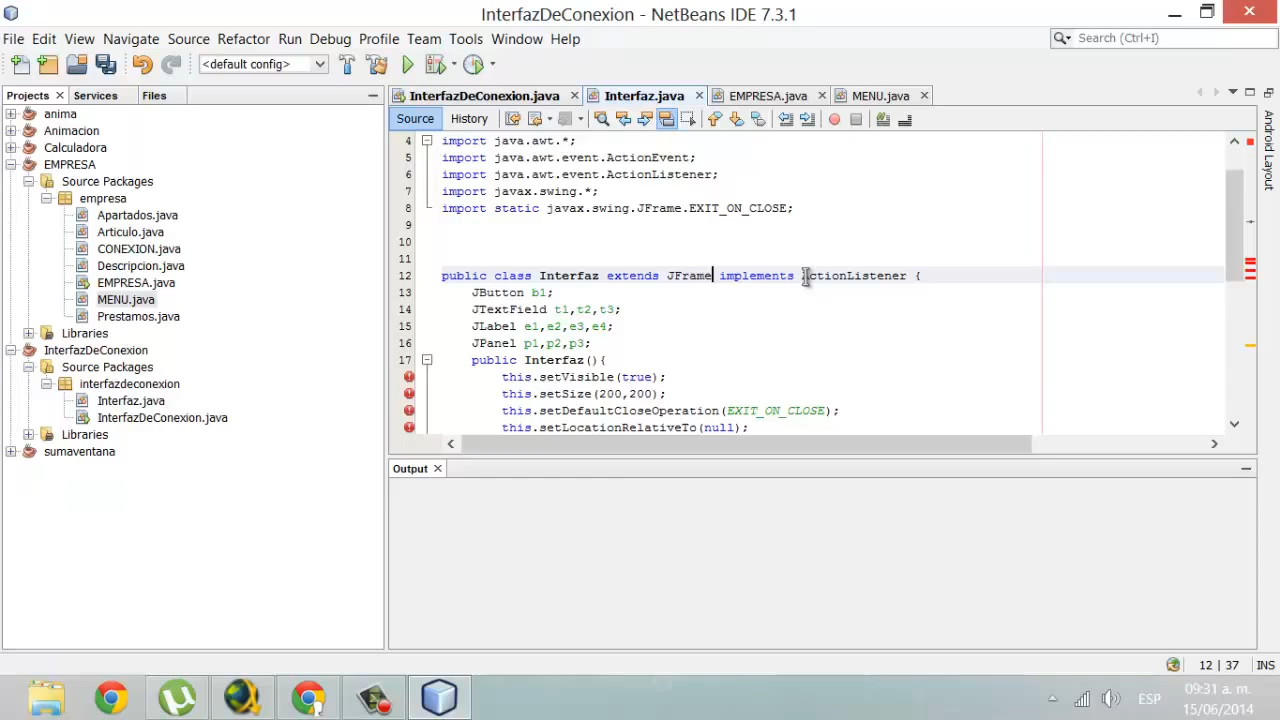 InterfazDeConexion - NetBeans IDE 7.3.1
File Edit View Navigate Source Refactor Run Debug Profile Team Tools Window Help
Search (Ctrl+I)
<default config>
Projects Services Files
anima
Animacion
Calculadora
EMPRESA
Source Packages
empresa
Apartados.java
Articulo.java
CONEXION.java
Descripcion.java
EMPRESA.java
MENU.java
Prestamos.java
Libraries
InterfazDeConexion
Source Packages
interfazdeconexion
Interfaz.java
InterfazDeConexion.java
Libraries
sumaventana
InterfazDeConexion.java Interfaz.java EMPRESA.java MENU.java
Source History
4 import java.awt.*;
5 import java.awt.event.ActionEvent;
6 import java.awt.event.ActionListener;
7 import javax.swing.*;
8 import static javax.swing.JFrame.EXIT_ON_CLOSE;
9
10
11
12 public class Interfaz extends JFrame implements ActionListener {
13 JButton b1;
14 JTextField t1,t2,t3;
15 JLabel e1,e2,e3,e4;
16 JPanel p1,p2,p3;
17 public Interfaz(){
this.setVisible(true);
this.setSize(200,200);
this.setDefaultCloseOperation(EXIT_ON_CLOSE);
this.setLocationRelativeTo(null);
Output
Android Layout
12 | 37 INS
ESP
09:31 a. m.
15/06/2014